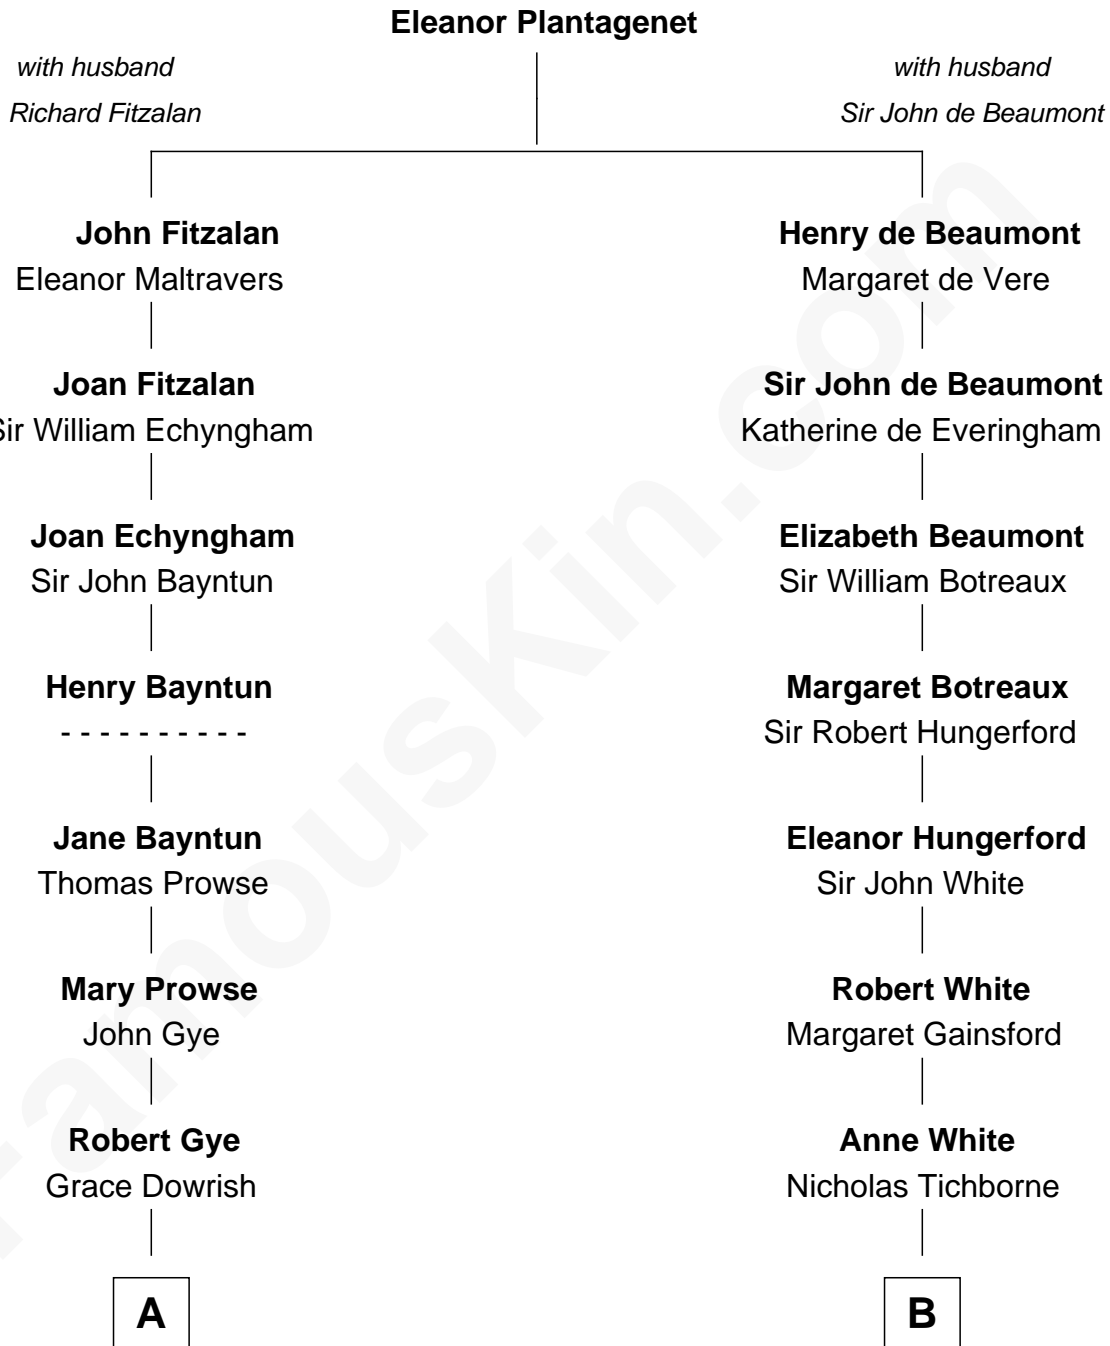 Eleanor Plantagenet
with husband
Richard Fitzalan
with husband
Sir John de Beaumont
John Fitzalan
Eleanor Maltravers
Henry de Beaumont
Margaret de Vere
Joan Fitzalan
Sir William Echyngham
Sir John de Beaumont
Katherine de Everingham
Joan Echyngham
Sir John Bayntun
Elizabeth Beaumont
Sir William Botreaux
Henry Bayntun
- - - - - - - - - -
Margaret Botreaux
Sir Robert Hungerford
Jane Bayntun
Thomas Prowse
Eleanor Hungerford
Sir John White
Mary Prowse
John Gye
Robert White
Margaret Gainsford
Robert Gye
Grace Dowrish
Anne White
Nicholas Tichborne
A
B
FamousKin.com